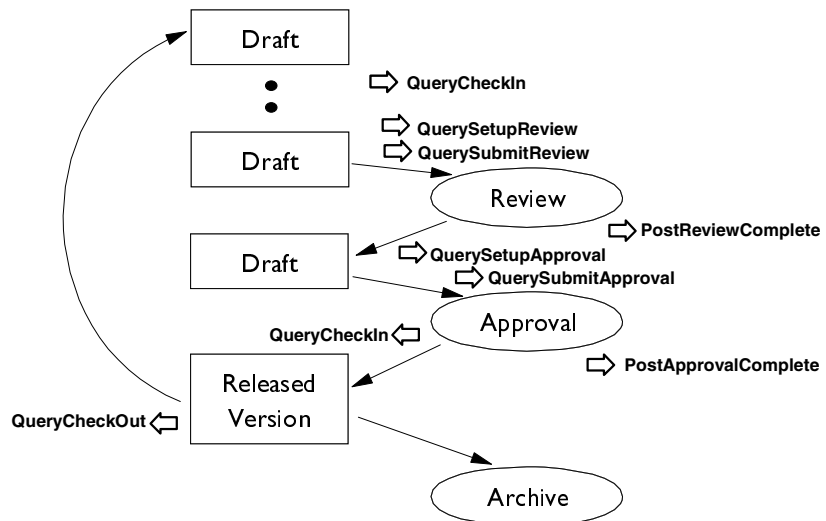 Draft
QueryCheckIn
QuerySetupReview
QuerySubmitReview
Draft
Review
PostReviewComplete
Draft
QuerySetupApproval
QuerySubmitApproval
Approval
QueryCheckIn
PostApprovalComplete
Released
Version
QueryCheckOut
Archive